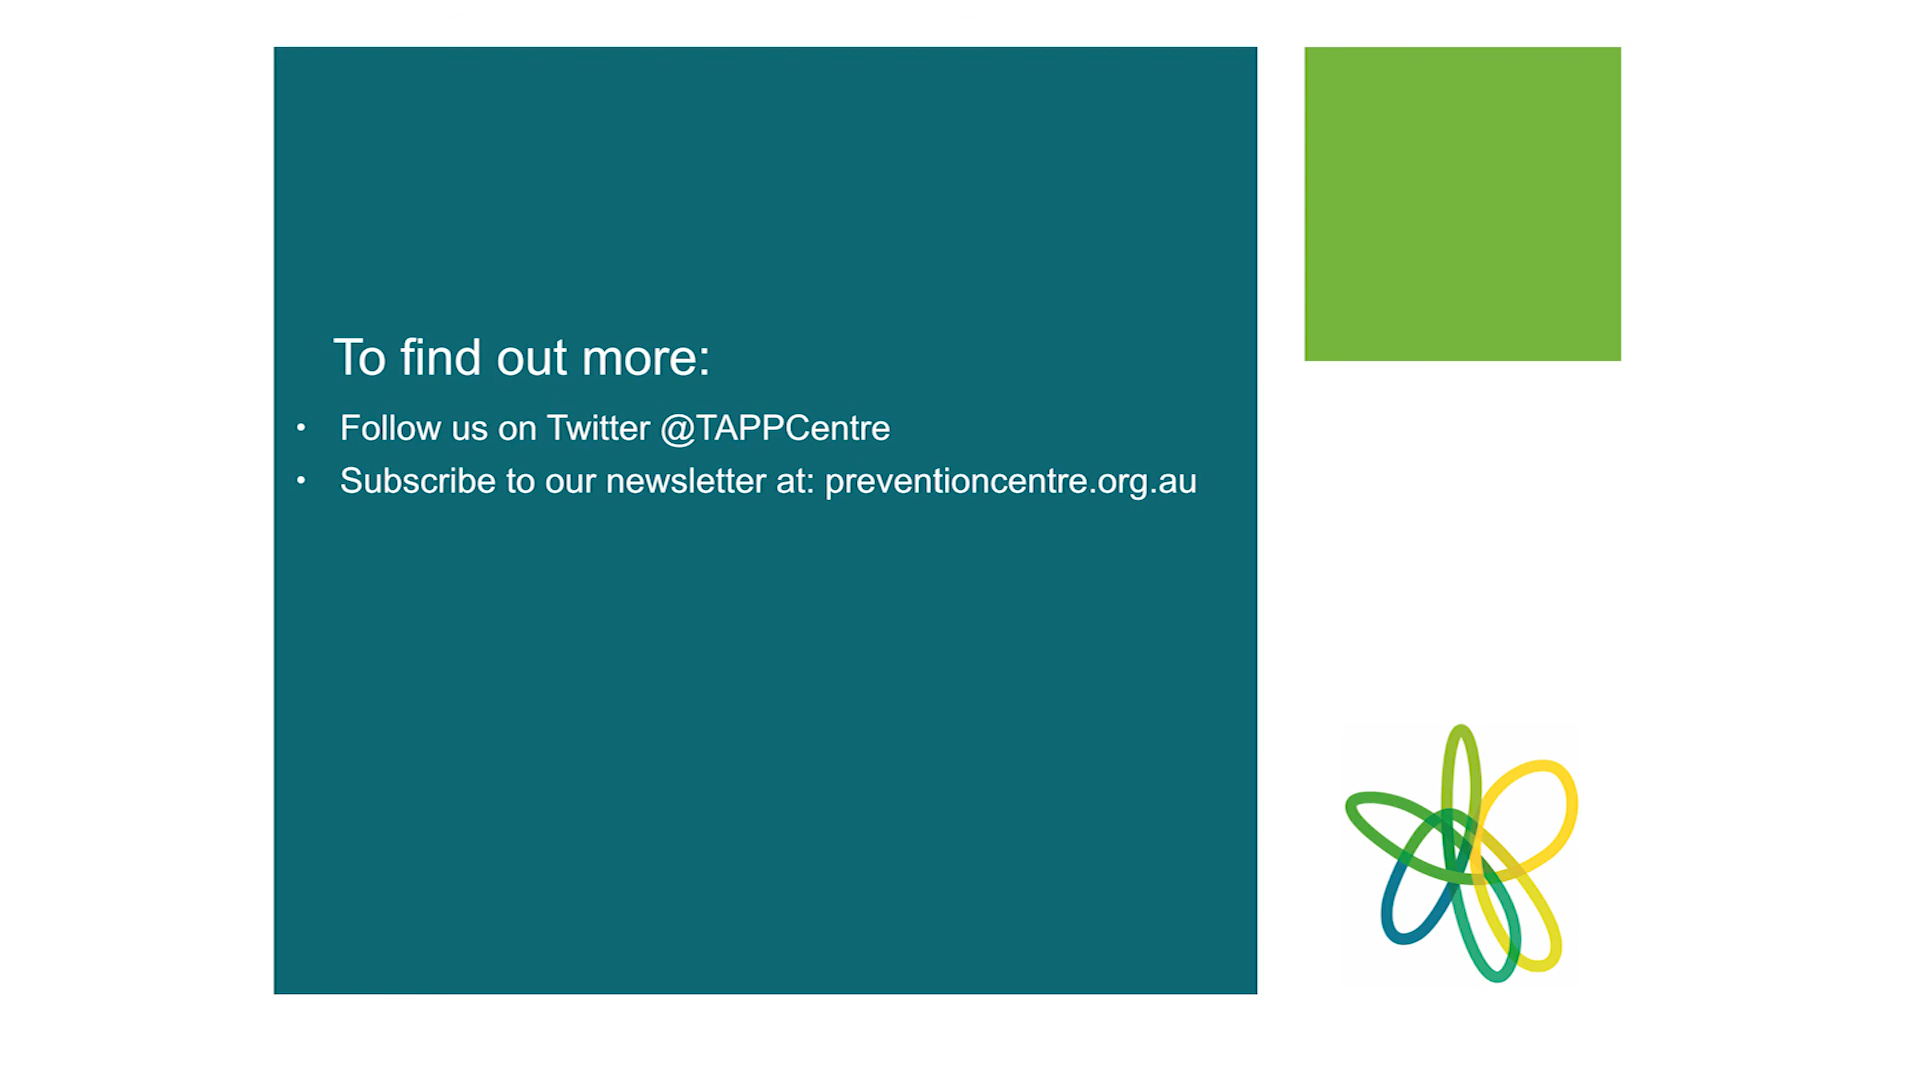 To find out more:
• Follow us on Twitter @TAPPCentre
• Subscribe to our newsletter at: preventioncentre.org.au